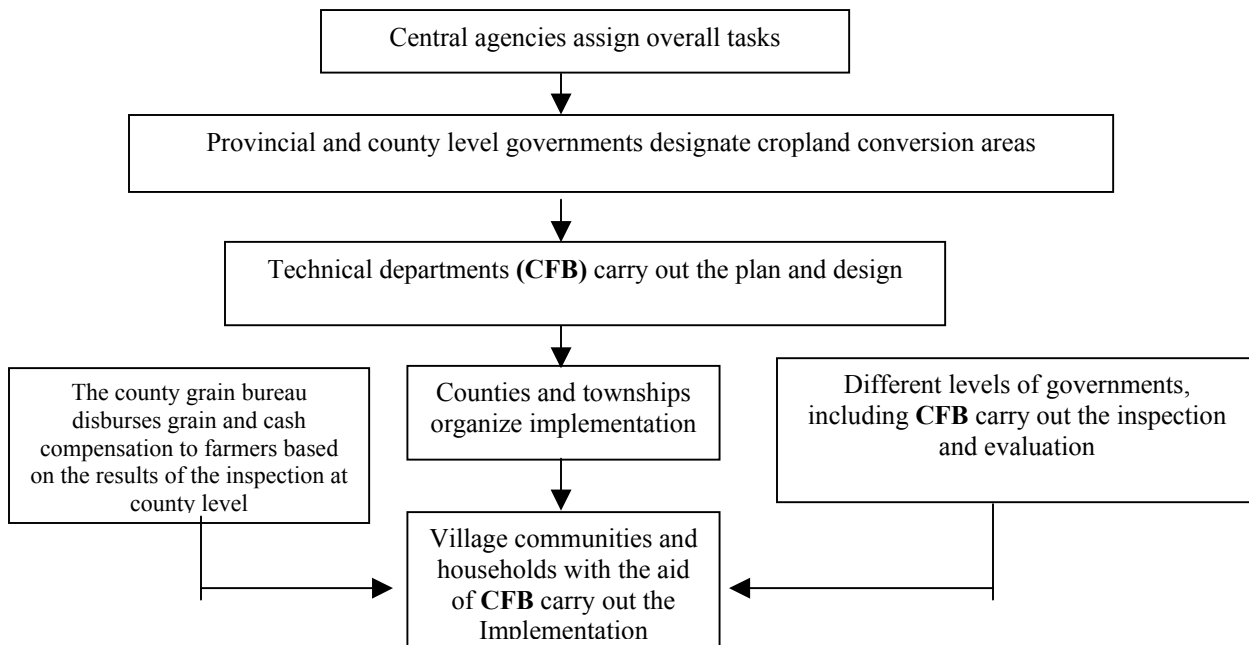 Central agencies assign overall tasks
Provincial and county level governments designate cropland conversion areas
Technical departments (CFB) carry out the plan and design
The county grain bureau
disburses grain and cash
compensation to farmers based
on the results of the inspection at
county level
Counties and townships
organize implementation
Different levels of governments,
including CFB carry out the inspection
and evaluation
Village communities and
households with the aid
of CFB carry out the
Implementation